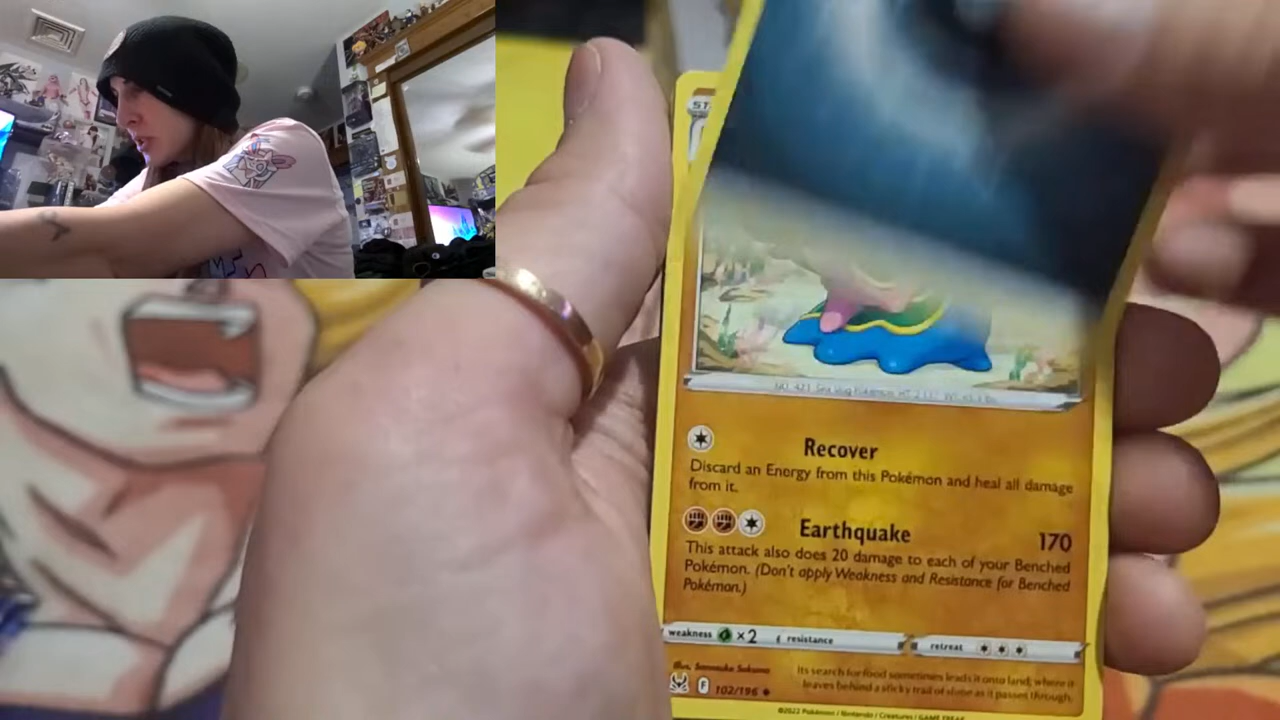 ST
Recover
Discard an Energy from this Pokémon and heal all damage
from it.
Earthquake 170
This attack also does 20 damage to each of your Benched
Pokémon. (Don't apply Weakness and Resistance for Benched
Pokémon.)
weakness ×2 resistance retreat
Illus.
Its search for food sometimes leads it onto land, where it
F 102/196
leaves behind a sticky trail of slime as it passes through.
©2022 Pokémon / Nintendo / Creatures / GAME FREAK